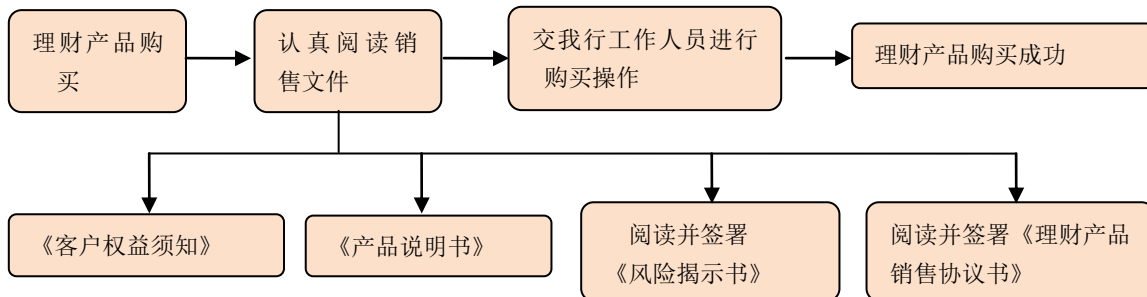 理财产品购
买
认真阅读销
售文件
交我行工作人员进行
购买操作
理财产品购买成功
《客户权益须知》
《产品说明书》
阅读并签署
《风险揭示书》
阅读并签署《理财产品
销售协议书》